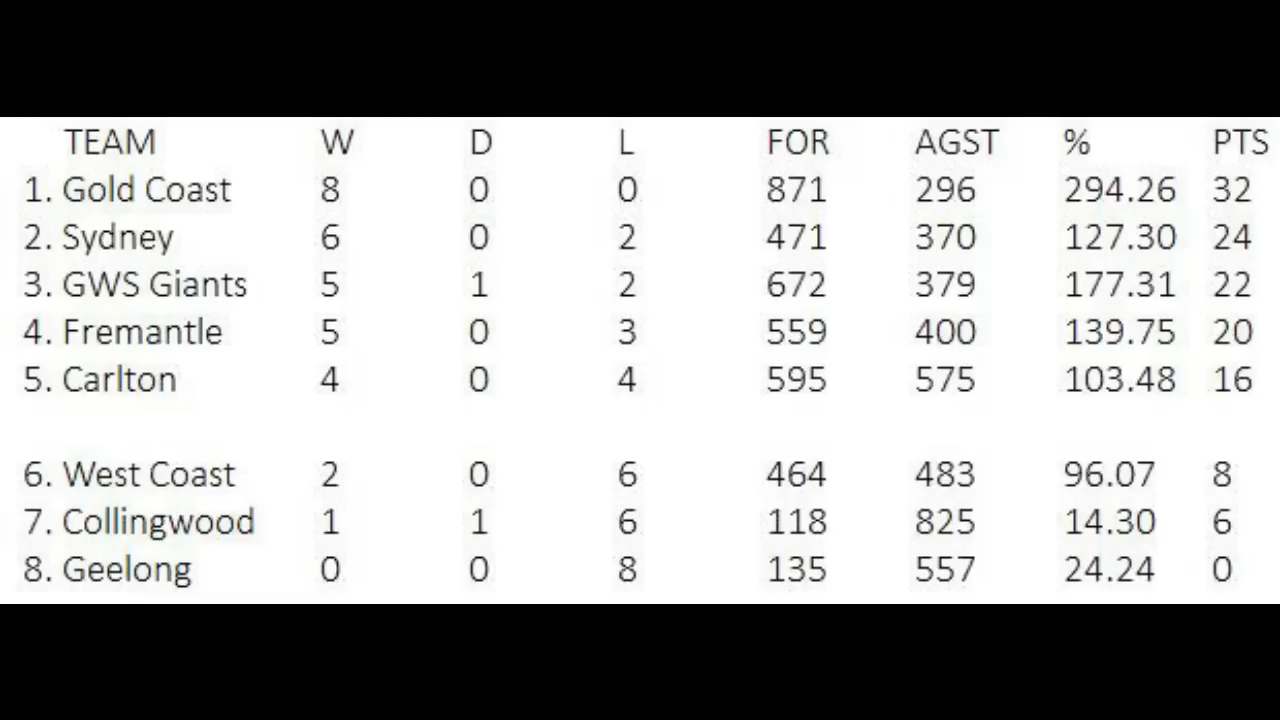 TEAM W D L FOR AGST % PTS
1. Gold Coast 8 0 0 871 296 294.26 32
2. Sydney 6 0 2 471 370 127.30 24
3. GWS Giants 5 1 2 672 379 177.31 22
4. Fremantle 5 0 3 559 400 139.75 20
5. Carlton 4 0 4 595 575 103.48 16
6. West Coast 2 0 6 464 483 96.07 8
7. Collingwood 1 1 6 118 825 14.30 6
8. Geelong 0 0 8 135 557 24.24 0